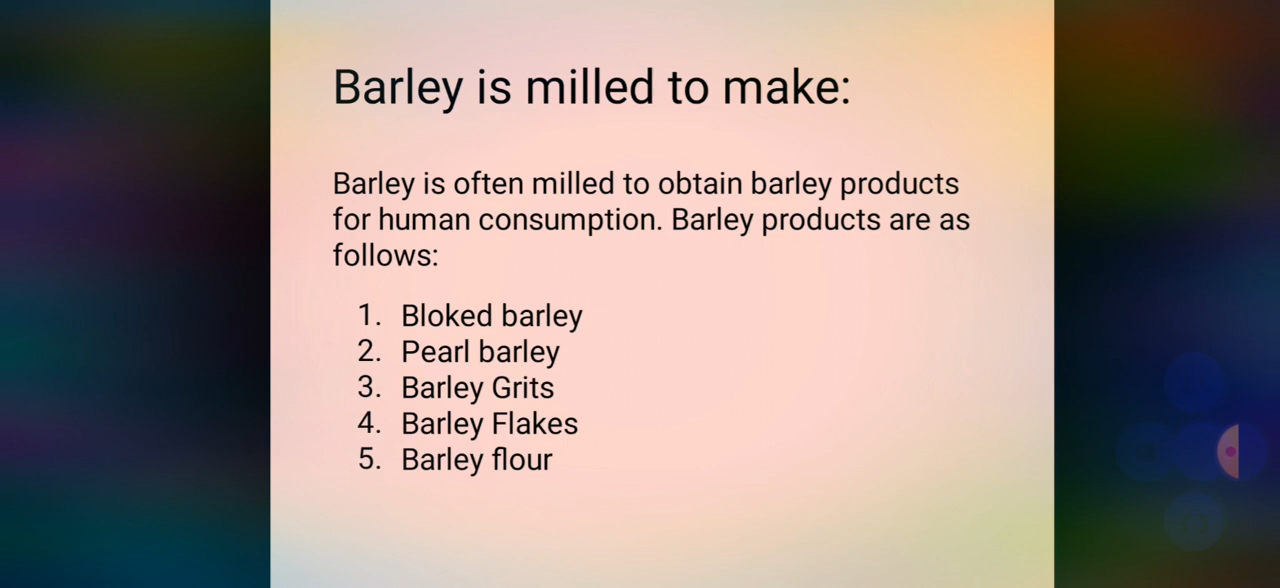 Barley is milled to make:
Barley is often milled to obtain barley products
for human consumption. Barley products are as
follows:
1. Bloked barley
2. Pearl barley
3. Barley Grits
4. Barley Flakes
5. Barley flour